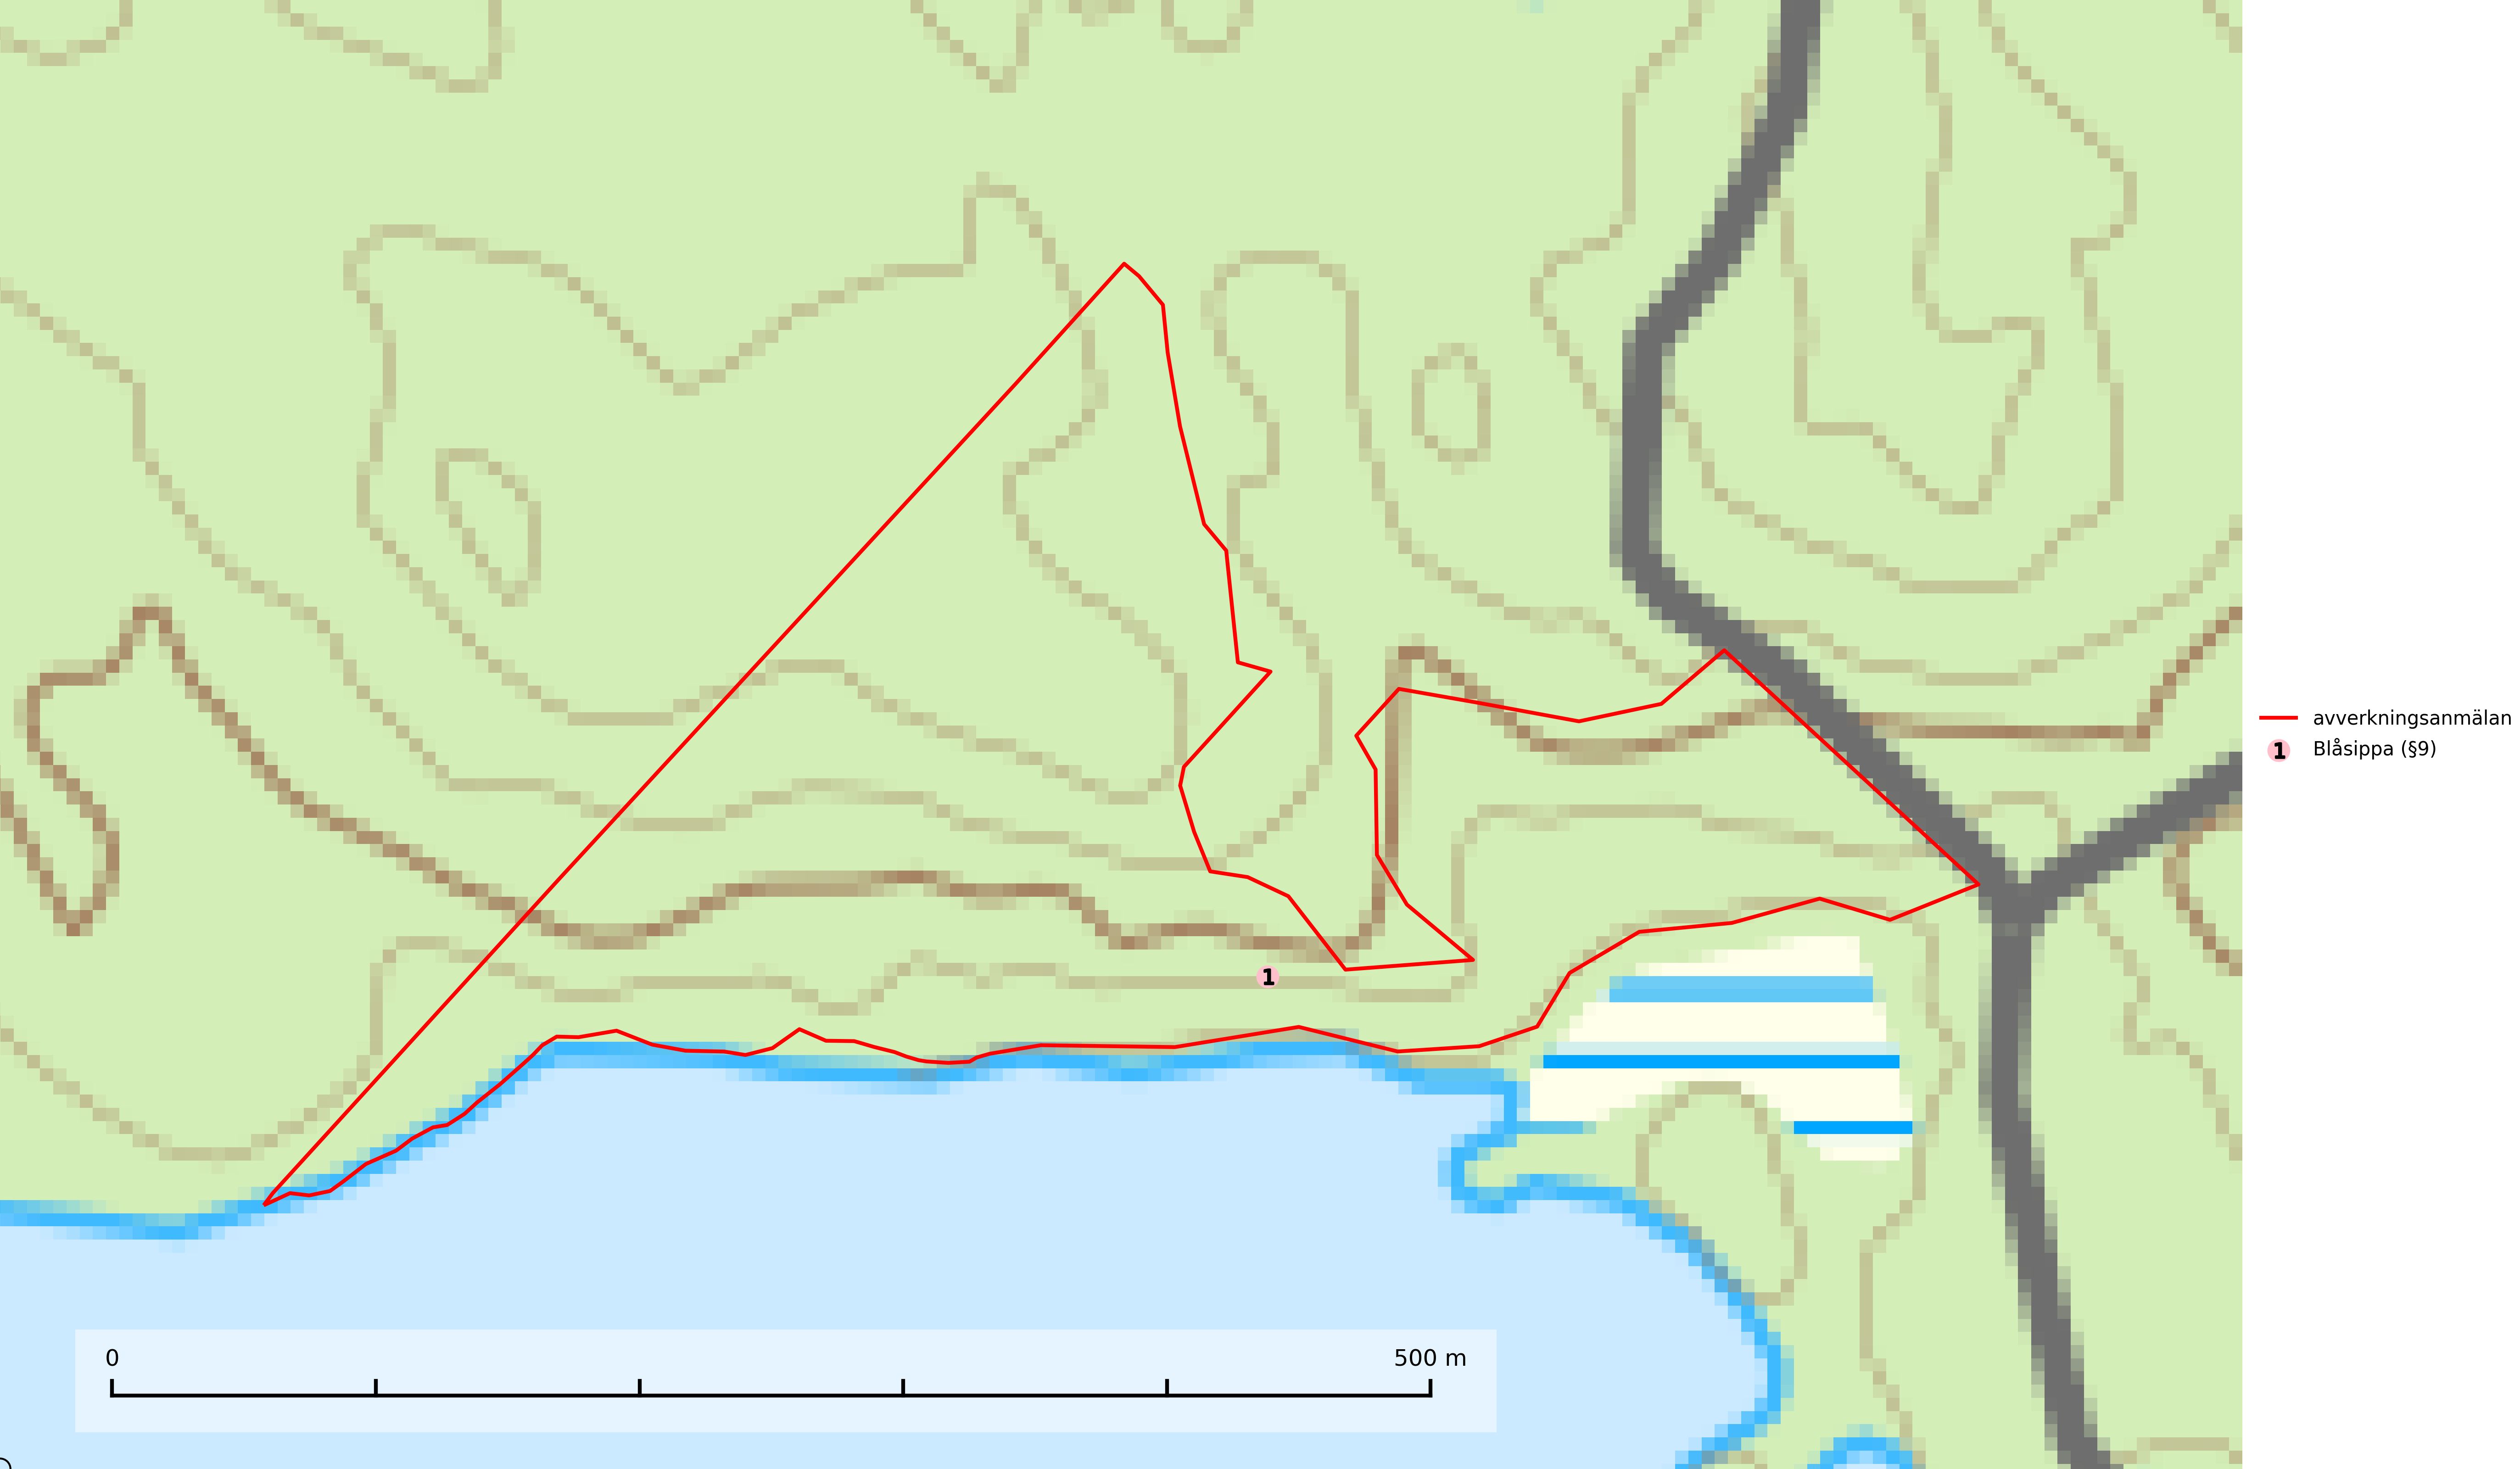 avverkningsanmälan
1 Blåsippa (§9)
1
0 500 m